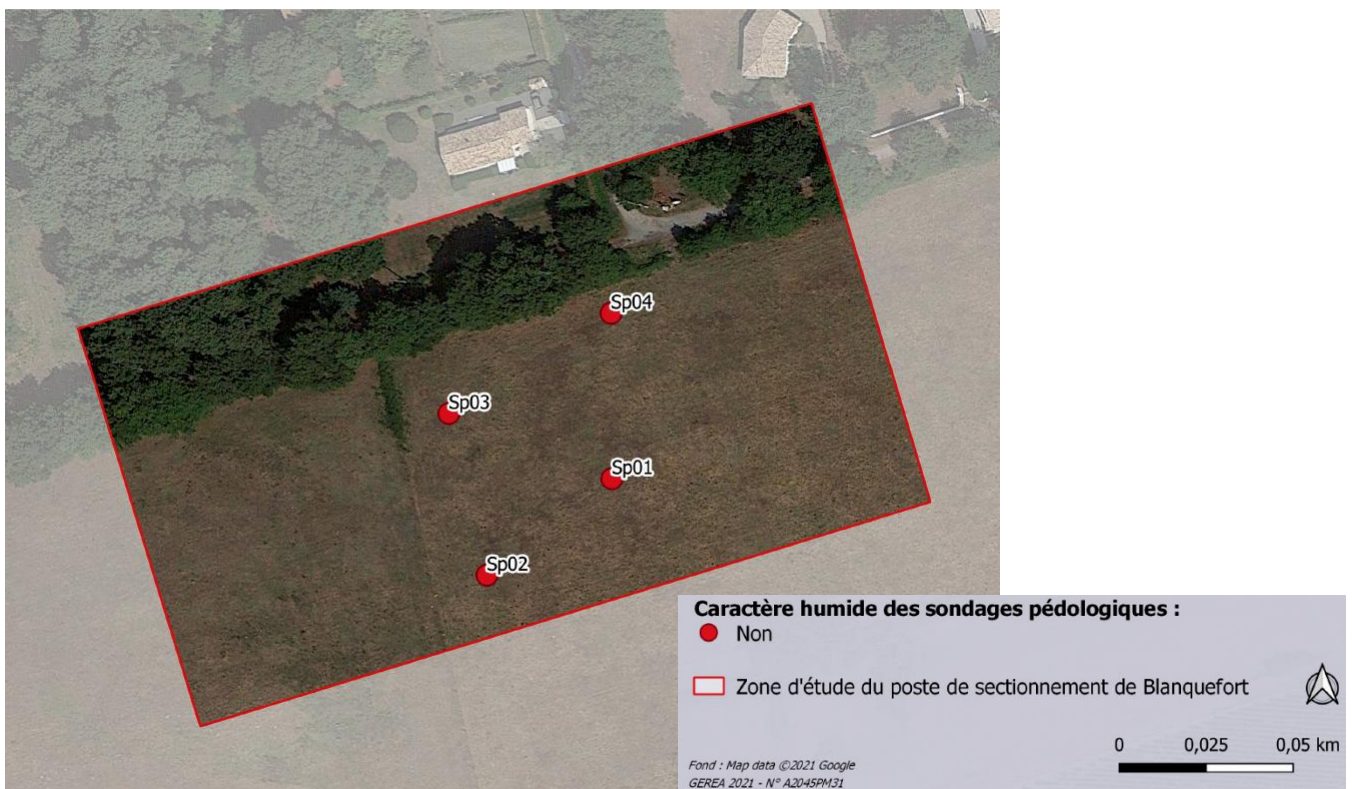 Sp04
Sp03
Sp01
Sp02
Caractère humide des sondages pédologiques :
Non
Zone d'étude du poste de sectionnement de Blanquefort
0 0,025 0,05 km
Fond : Map data ©2021 Google
GEREA 2021 - N° A2045PM31